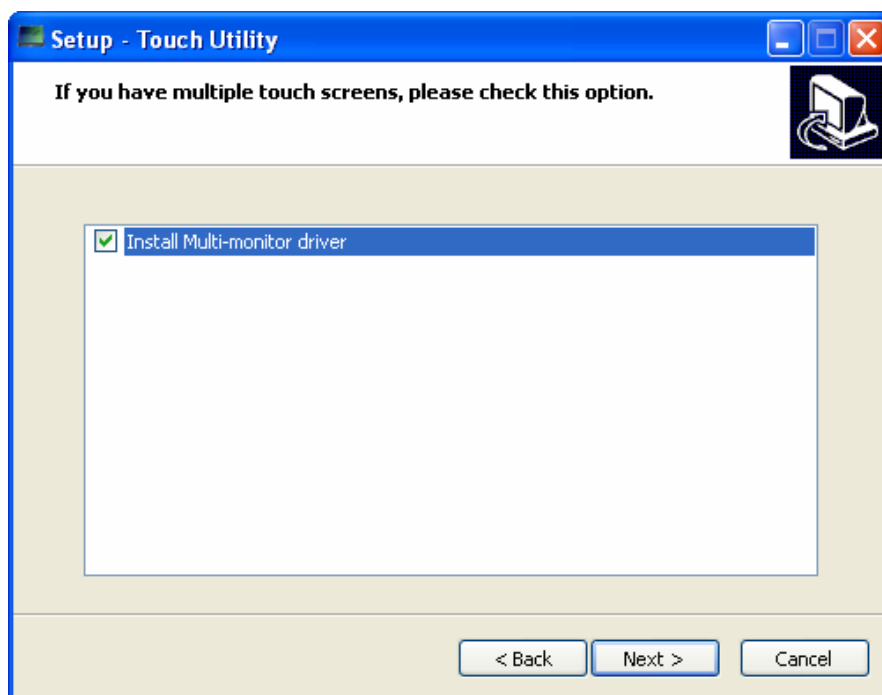 Setup - Touch Utility
If you have multiple touch screens, please check this option.
Install Multi-monitor driver
< Back
Next >
Cancel